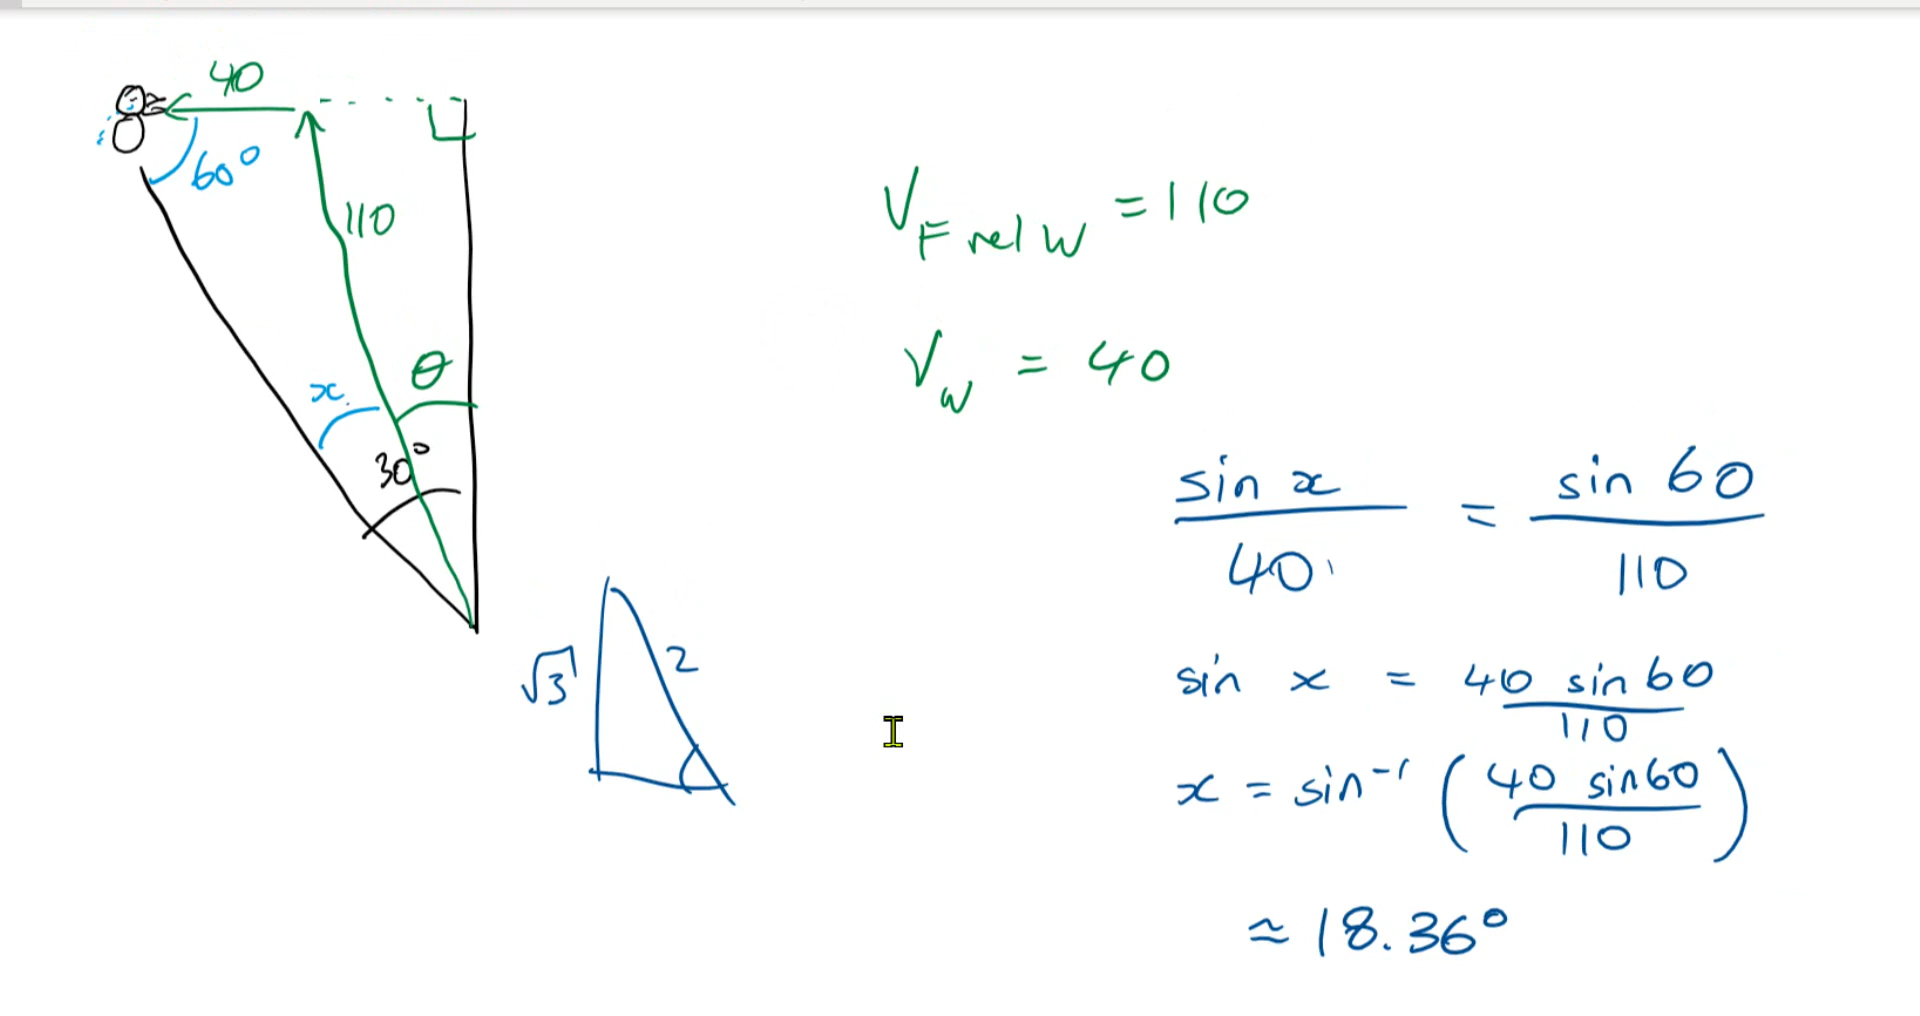 40
60°
110
V_F rel W = 110
V_W = 40
θ
x
30°
sin x / 40 = sin 60 / 110
√3
2
sin x = 40 sin 60 / 110
x = sin⁻¹ ( 40 sin 60 / 110 )
≈ 18.36°